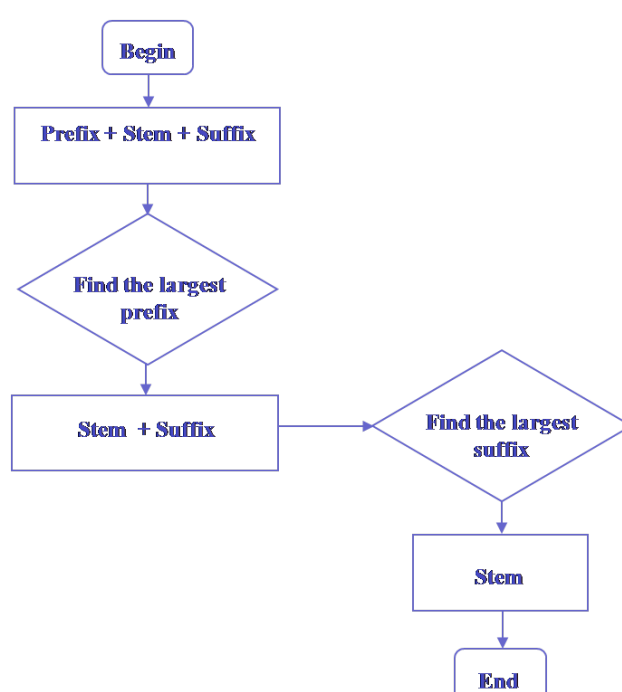 Begin
Prefix + Stem + Suffix
Find the largest
prefix
Stem + Suffix
Find the largest
suffix
Stem
End